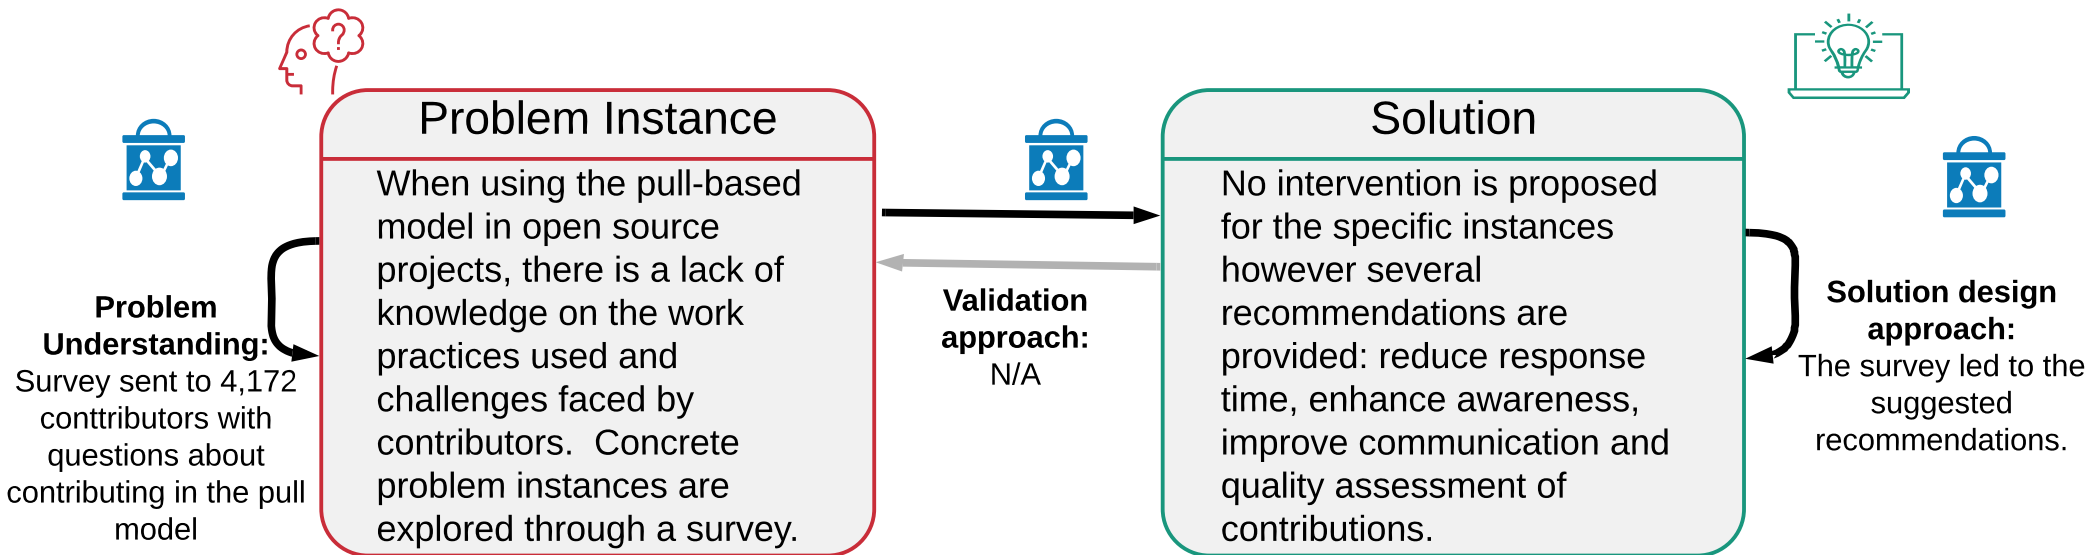 ?
Problem Instance
When using the pull-based
model in open source
projects, there is a lack of
knowledge on the work
practices used and
challenges faced by
contributors.  Concrete
problem instances are
explored through a survey.
Problem
Understanding:
Survey sent to 4,172
conttributors with
questions about
contributing in the pull
model
Validation
approach:
N/A
Solution
No intervention is proposed
for the specific instances
however several
recommendations are
provided: reduce response
time, enhance awareness,
improve communication and
quality assessment of
contributions.
Solution design
approach:
The survey led to the
suggested
recommendations.